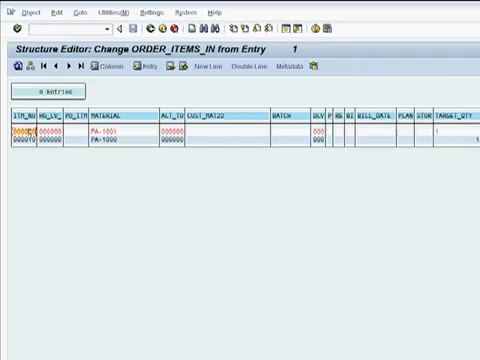 Object Edit Goto Utilities(M) Settings System Help
Structure Editor: Change ORDER_ITEMS_IN from Entry 1
Column Entry New Line Double Line Metadata
Entries
ITM_NU HG_LV_ PO_ITM MATERIAL ALT_TO CUST_MAT22 BATCH DLV P RE BI BILL_DATE PLAN STOR TARGET_QTY
000000 PA-1001 000000 000 1
000010 000000 PA-1000 000000 000 1